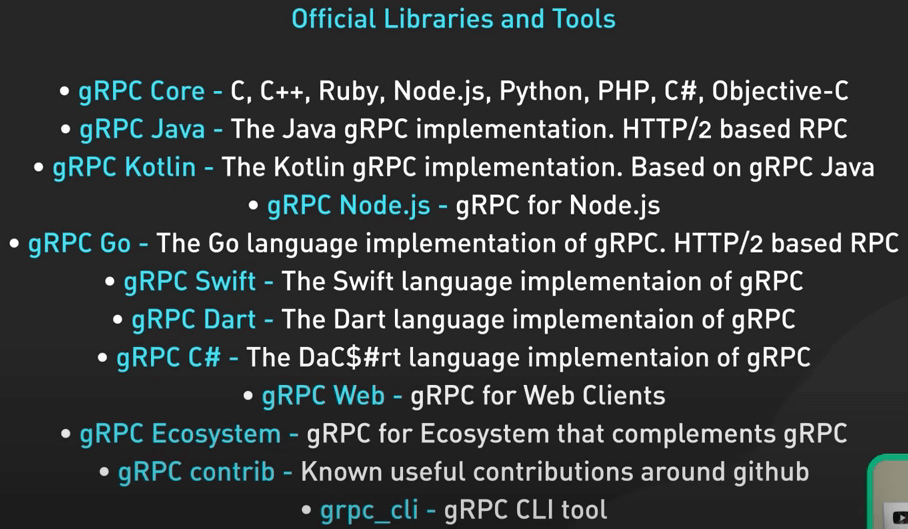 Official Libraries and Tools
• gRPC Core - C, C++, Ruby, Node.js, Python, PHP, C#, Objective-C
• gRPC Java - The Java gRPC implementation. HTTP/2 based RPC
• gRPC Kotlin - The Kotlin gRPC implementation. Based on gRPC Java
• gRPC Node.js - gRPC for Node.js
• gRPC Go - The Go language implementation of gRPC. HTTP/2 based RPC
• gRPC Swift - The Swift language implementaion of gRPC
• gRPC Dart - The Dart language implementaion of gRPC
• gRPC C# - The DaC$#rt language implementaion of gRPC
• gRPC Web - gRPC for Web Clients
• gRPC Ecosystem - gRPC for Ecosystem that complements gRPC
• gRPC contrib - Known useful contributions around github
• grpc_cli - gRPC CLI tool